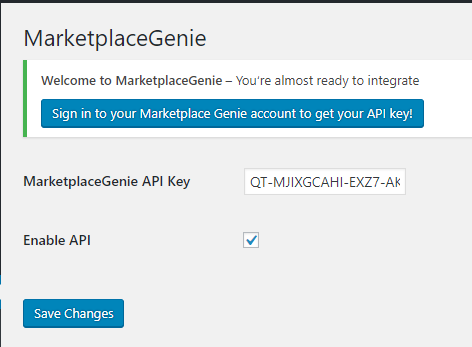 MarketplaceGenie
Welcome to MarketplaceGenie – You're almost ready to integrate
Sign in to your Marketplace Genie account to get your API key!
MarketplaceGenie API Key
QT-MJIXGCAHI-EXZ7-AK
Enable API
Save Changes